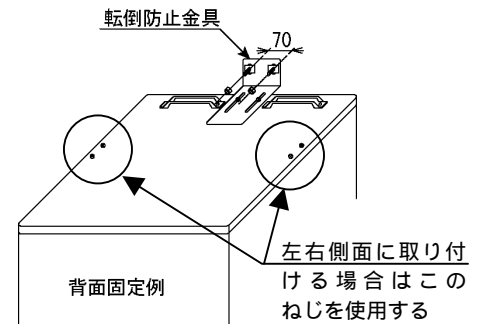 転倒防止金具
70
左右側面に取り付
ける場合はこの
ねじを使用する
背面固定例